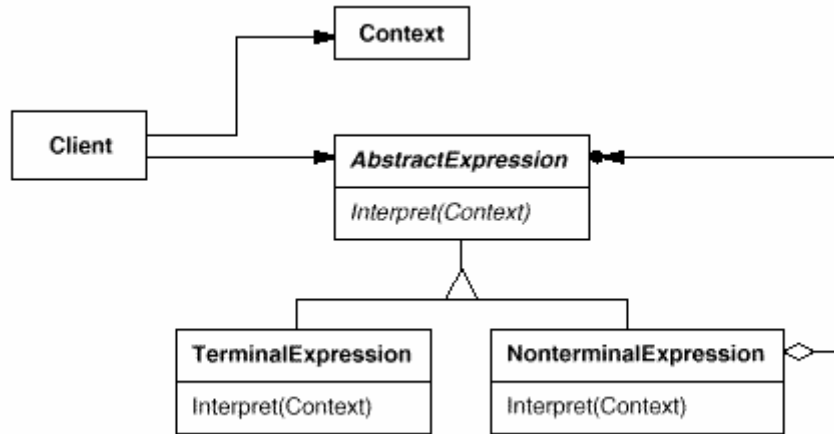 Context
Client
AbstractExpression
Interpret(Context)
TerminalExpression
Interpret(Context)
NonterminalExpression
Interpret(Context)